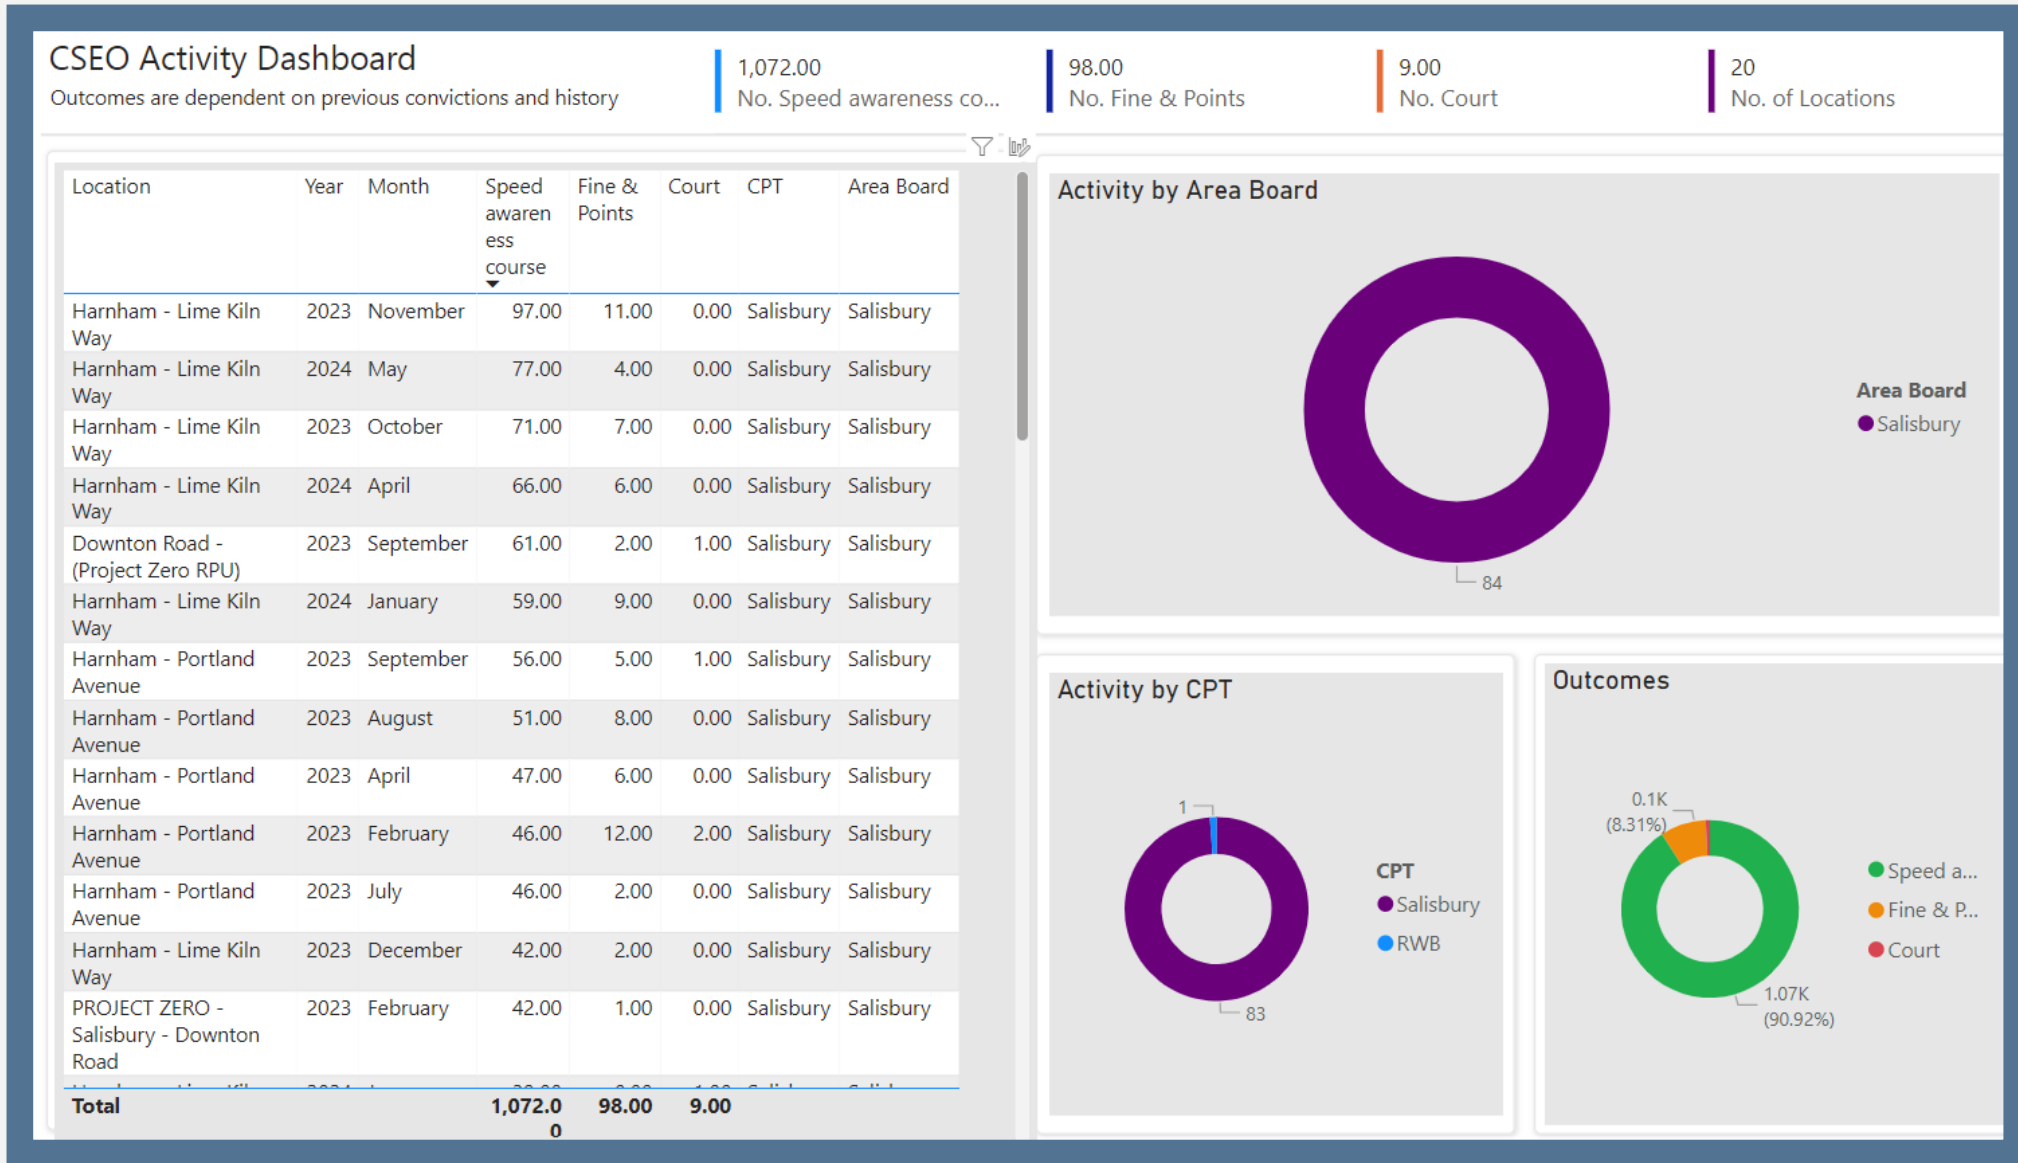 CSEO Activity Dashboard
Outcomes are dependent on previous convictions and history
1,072.00
No. Speed awareness co...
98.00
No. Fine & Points
9.00
No. Court
20
No. of Locations
Location Year Month Speed awaren ess course Fine & Points Court CPT Area Board
Harnham - Lime Kiln Way 2023 November 97.00 11.00 0.00 Salisbury Salisbury
Harnham - Lime Kiln Way 2024 May 77.00 4.00 0.00 Salisbury Salisbury
Harnham - Lime Kiln Way 2023 October 71.00 7.00 0.00 Salisbury Salisbury
Harnham - Lime Kiln Way 2024 April 66.00 6.00 0.00 Salisbury Salisbury
Downton Road - (Project Zero RPU) 2023 September 61.00 2.00 1.00 Salisbury Salisbury
Harnham - Lime Kiln Way 2024 January 59.00 9.00 0.00 Salisbury Salisbury
Harnham - Portland Avenue 2023 September 56.00 5.00 1.00 Salisbury Salisbury
Harnham - Portland Avenue 2023 August 51.00 8.00 0.00 Salisbury Salisbury
Harnham - Portland Avenue 2023 April 47.00 6.00 0.00 Salisbury Salisbury
Harnham - Portland Avenue 2023 February 46.00 12.00 2.00 Salisbury Salisbury
Harnham - Portland Avenue 2023 July 46.00 2.00 0.00 Salisbury Salisbury
Harnham - Lime Kiln Way 2023 December 42.00 2.00 0.00 Salisbury Salisbury
PROJECT ZERO - Salisbury - Downton Road 2023 February 42.00 1.00 0.00 Salisbury Salisbury
Total 1,072.00 98.00 9.00
Activity by Area Board
84
Area Board
Salisbury
Activity by CPT
1
83
CPT
Salisbury
RWB
Outcomes
0.1K
(8.31%)
1.07K
(90.92%)
Speed a...
Fine & P...
Court